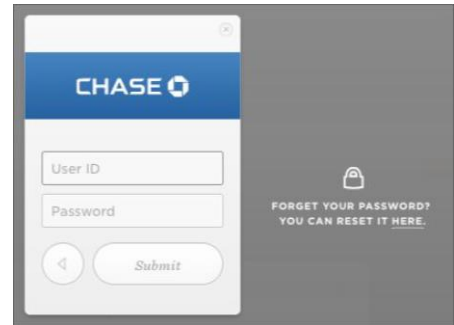 CHASE
User ID
Password
Submit
FORGET YOUR PASSWORD?
YOU CAN RESET IT HERE.